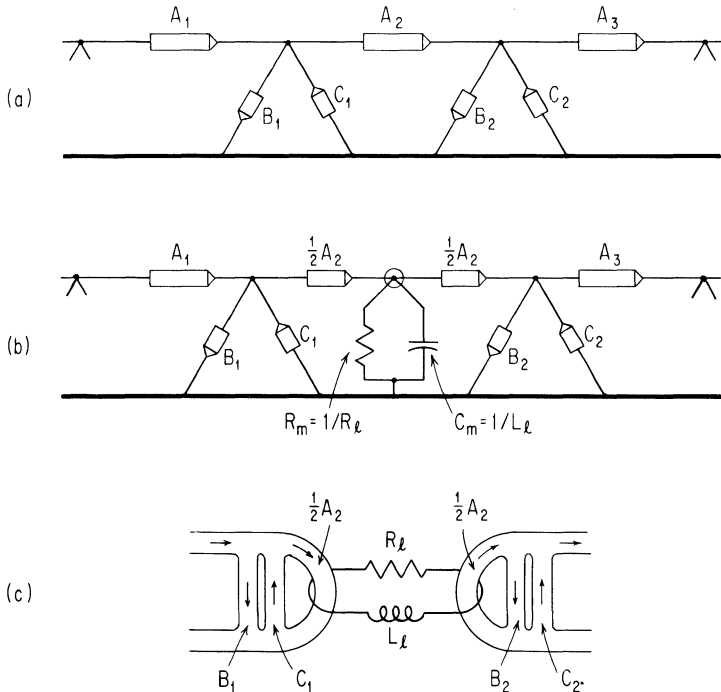 A₁ A₂ A₃
(a)
B₁ C₁ B₂ C₂
A₁ ½A₂ ½A₂ A₃
(b)
B₁ C₁ B₂ C₂
Rₘ=1/Rℓ Cₘ=1/Lℓ
½A₂ ½A₂
Rℓ
(c)
Lℓ
B₁ C₁ B₂ C₂.